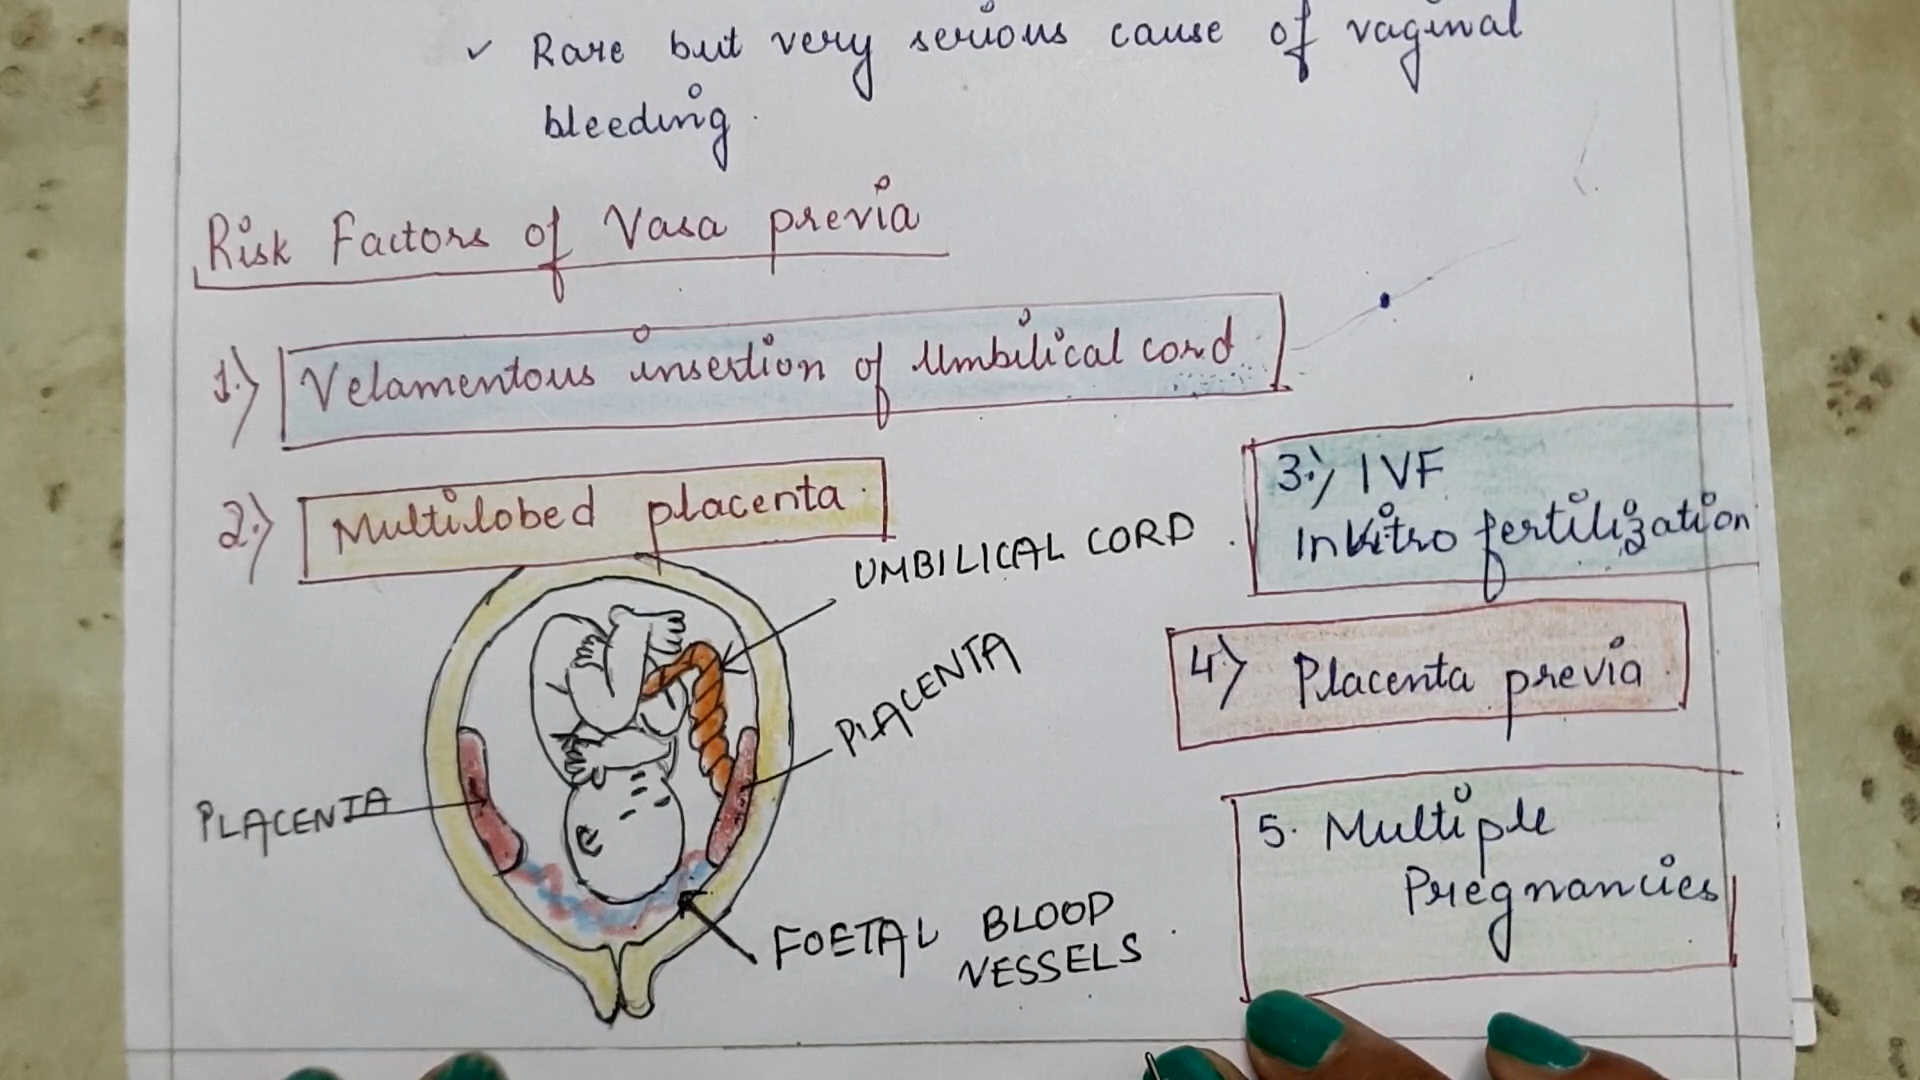 ✓ Rare but very serious cause of vaginal
bleeding.
Risk Factors of Vasa previa
1.) Velamentous insertion of Umbilical cord.
2.) Multilobed placenta.
3.) IVF
InVitro fertilization
4) Placenta previa.
5. Multiple
Pregnancies
UMBILICAL CORD.
PLACENTA
PLACENTA
FOETAL BLOOD
VESSELS.